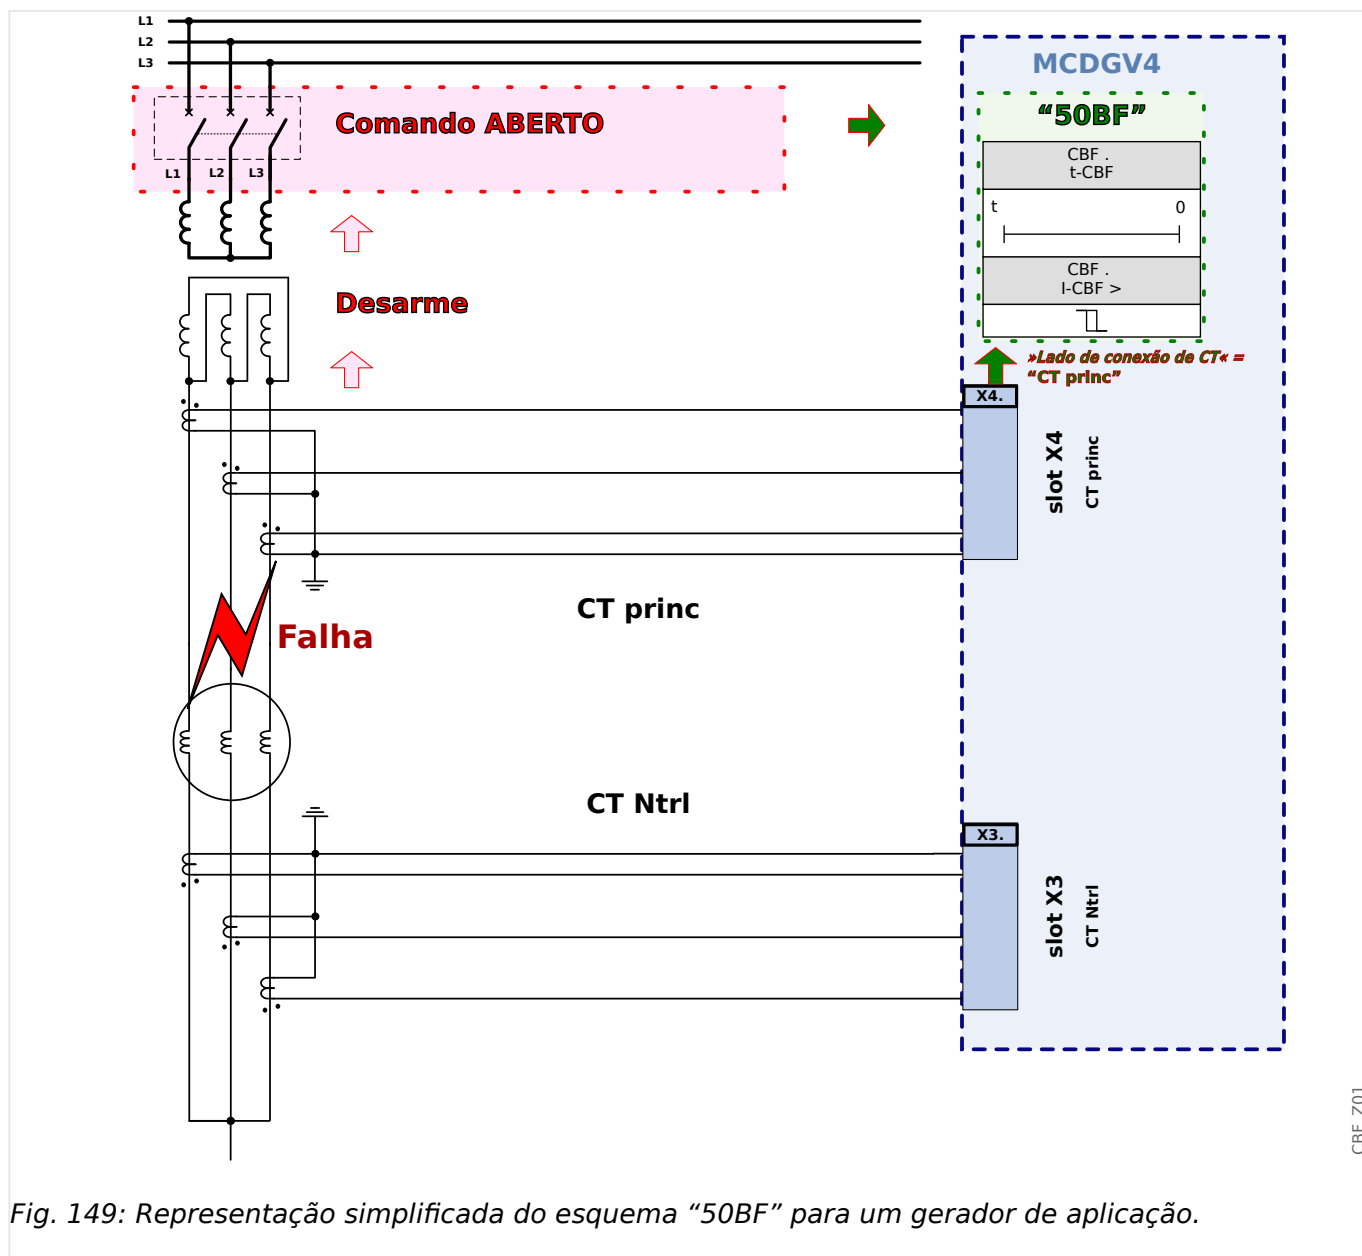 L1
L2
L3
MCDGV4
Comando ABERTO
“50BF”
CBF .
t-CBF
L1 L2 L3
t 0
CBF .
I-CBF >
Desarme
»Lado de conexão de CT« =
“CT princ”
X4.
slot X4
CT princ
CT princ
Falha
CT Ntrl
X3.
slot X3
CT Ntrl
CBF_Z01
Fig. 149: Representação simplificada do esquema “50BF” para um gerador de aplicação.